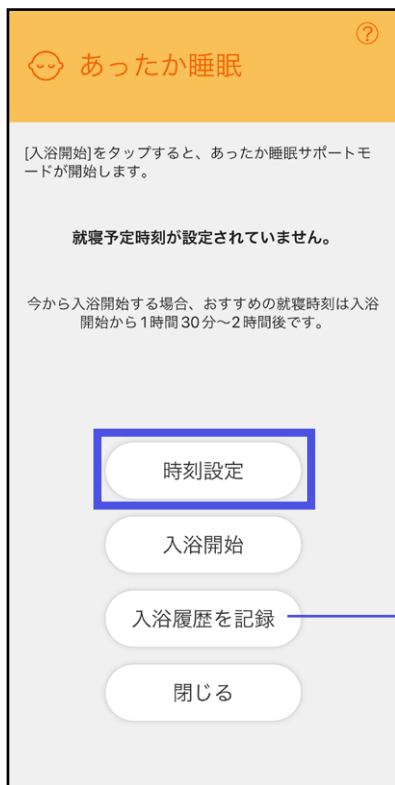 ?
あったか睡眠
[入浴開始]をタップすると、あったか睡眠サポートモ
ードが開始します。
就寝予定時刻が設定されていません。
今から入浴開始する場合、おすすめの就寝時刻は入浴
開始から1時間30分～2時間後です。
時刻設定
入浴開始
入浴履歴を記録
閉じる